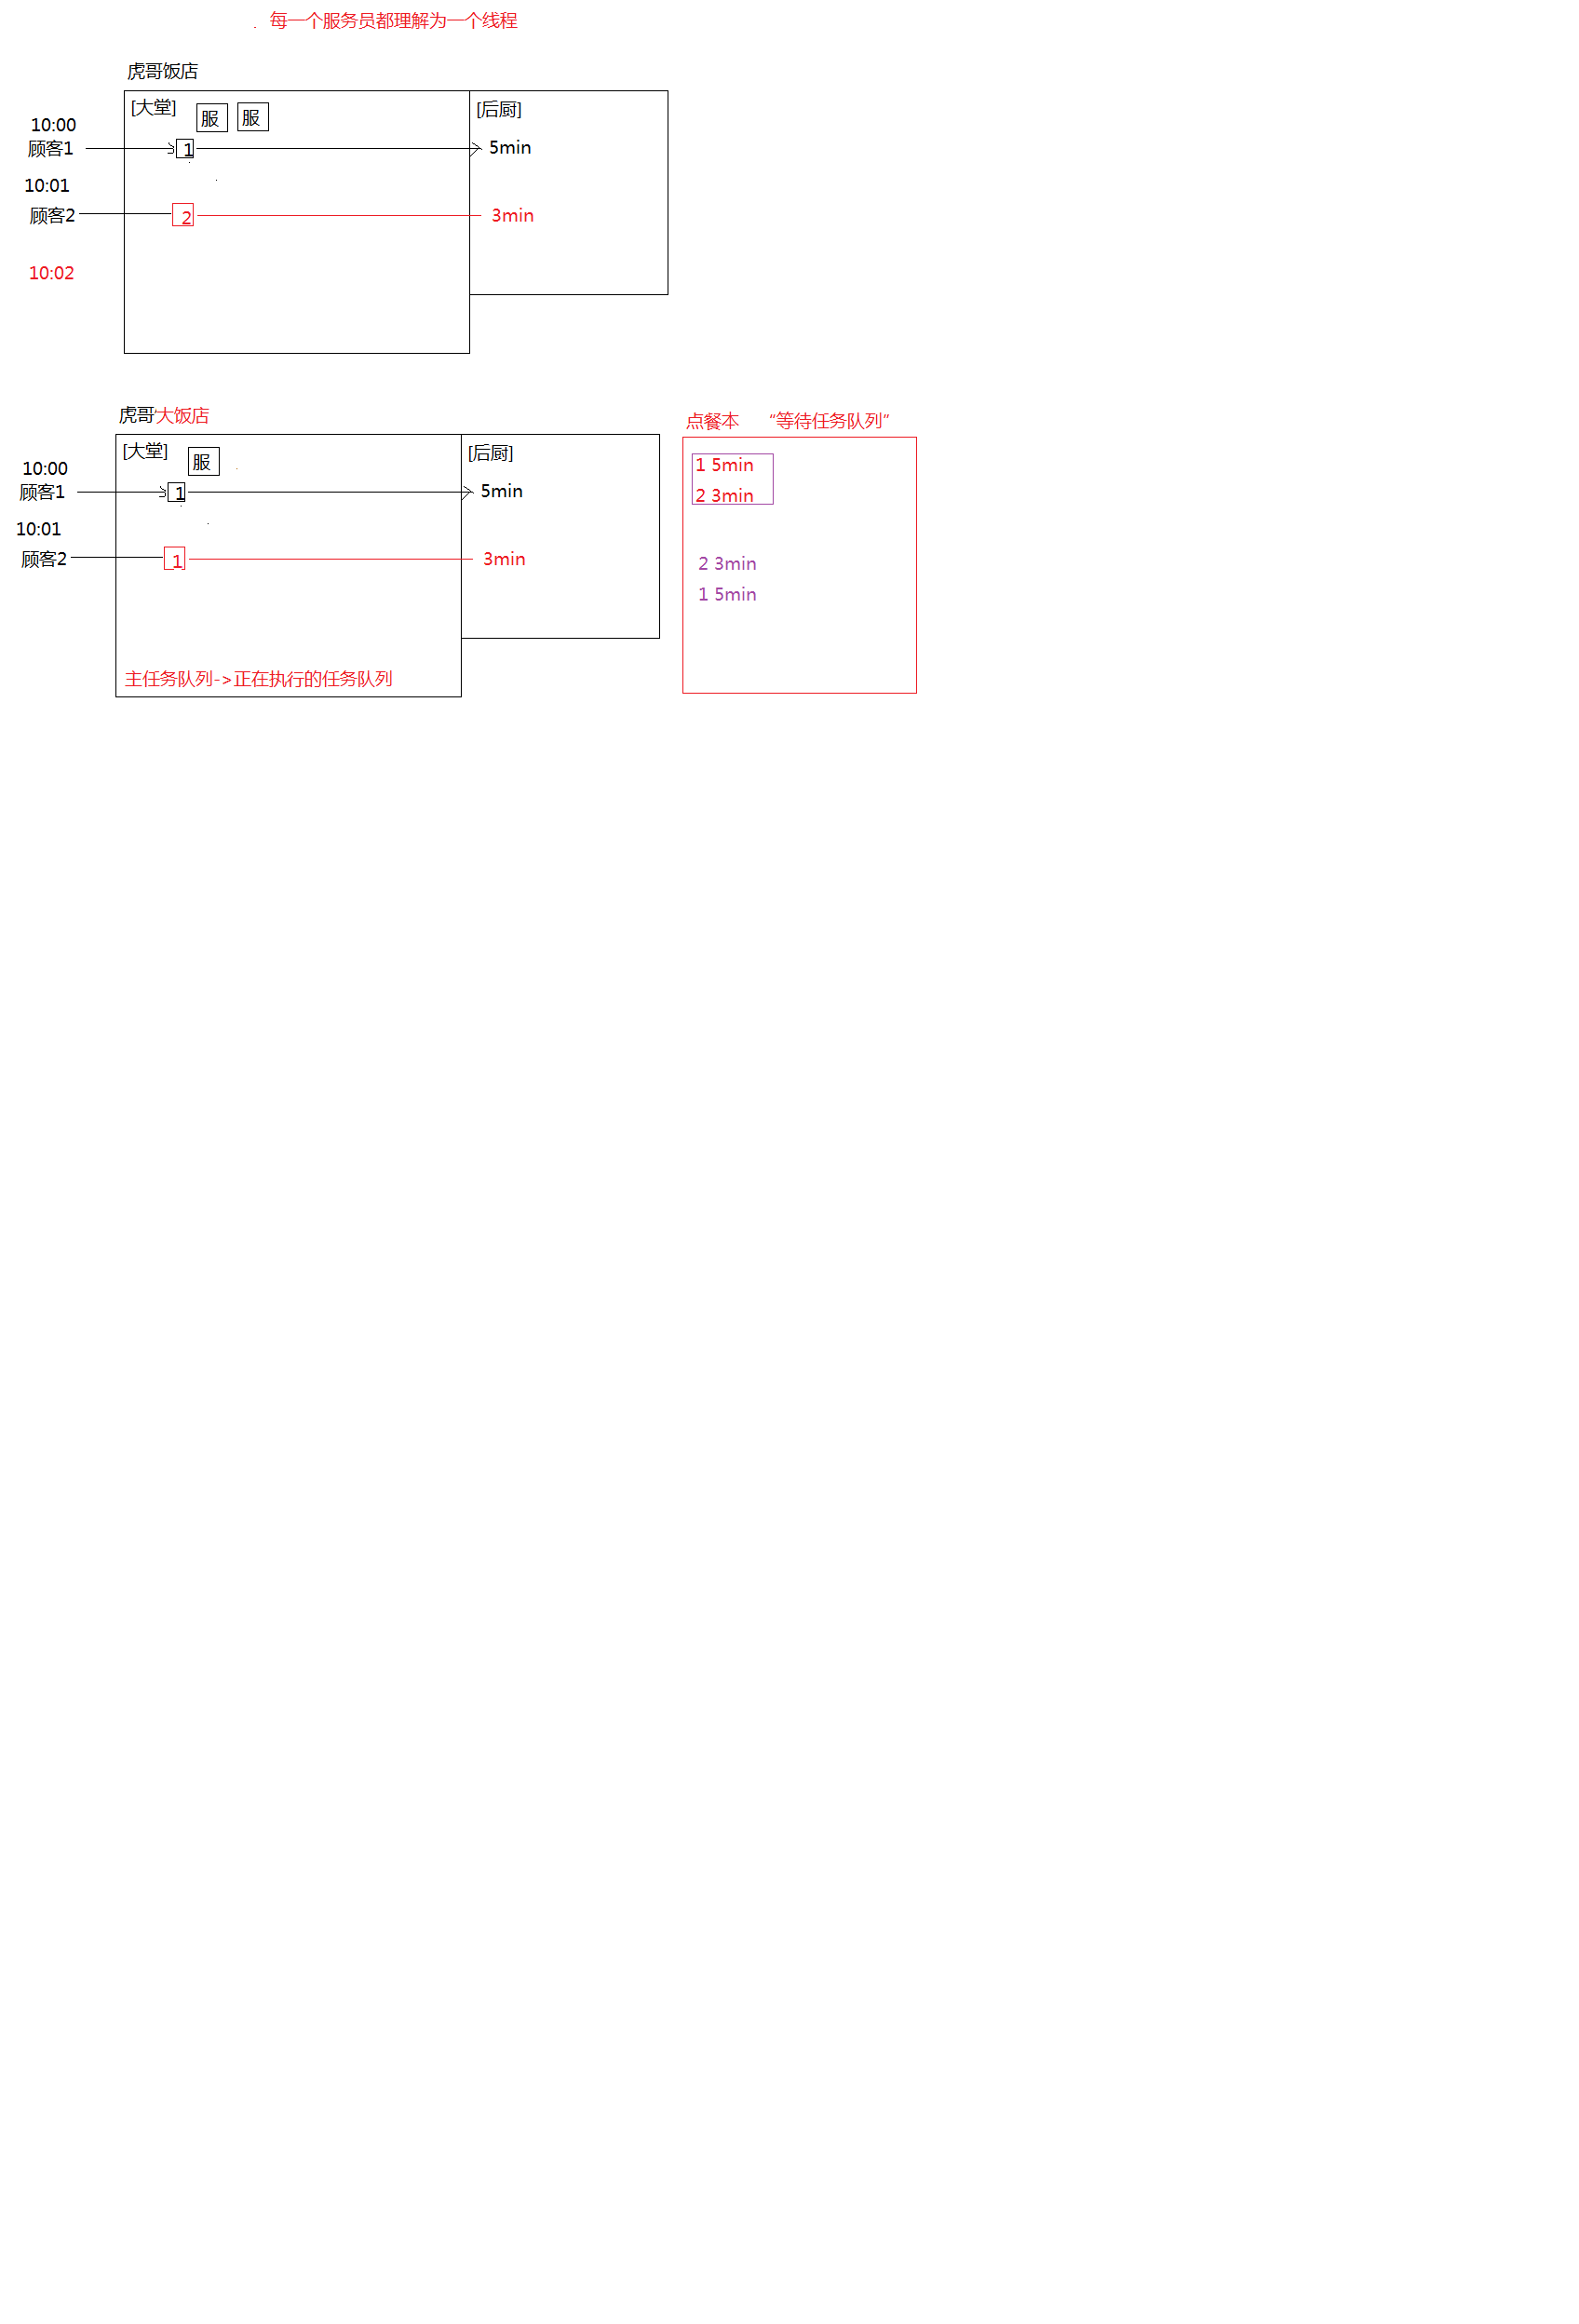 每一个服务员都理解为一个线程
虎哥饭店
[大堂]
服
服
[后厨]
10:00
顾客1
1
5min
10:01
顾客2
2
3min
10:02
虎哥大饭店
[大堂]
服
[后厨]
10:00
顾客1
1
5min
10:01
顾客2
1
3min
主任务队列->正在执行的任务队列
点餐本 “等待任务队列”
1 5min
2 3min
2 3min
1 5min